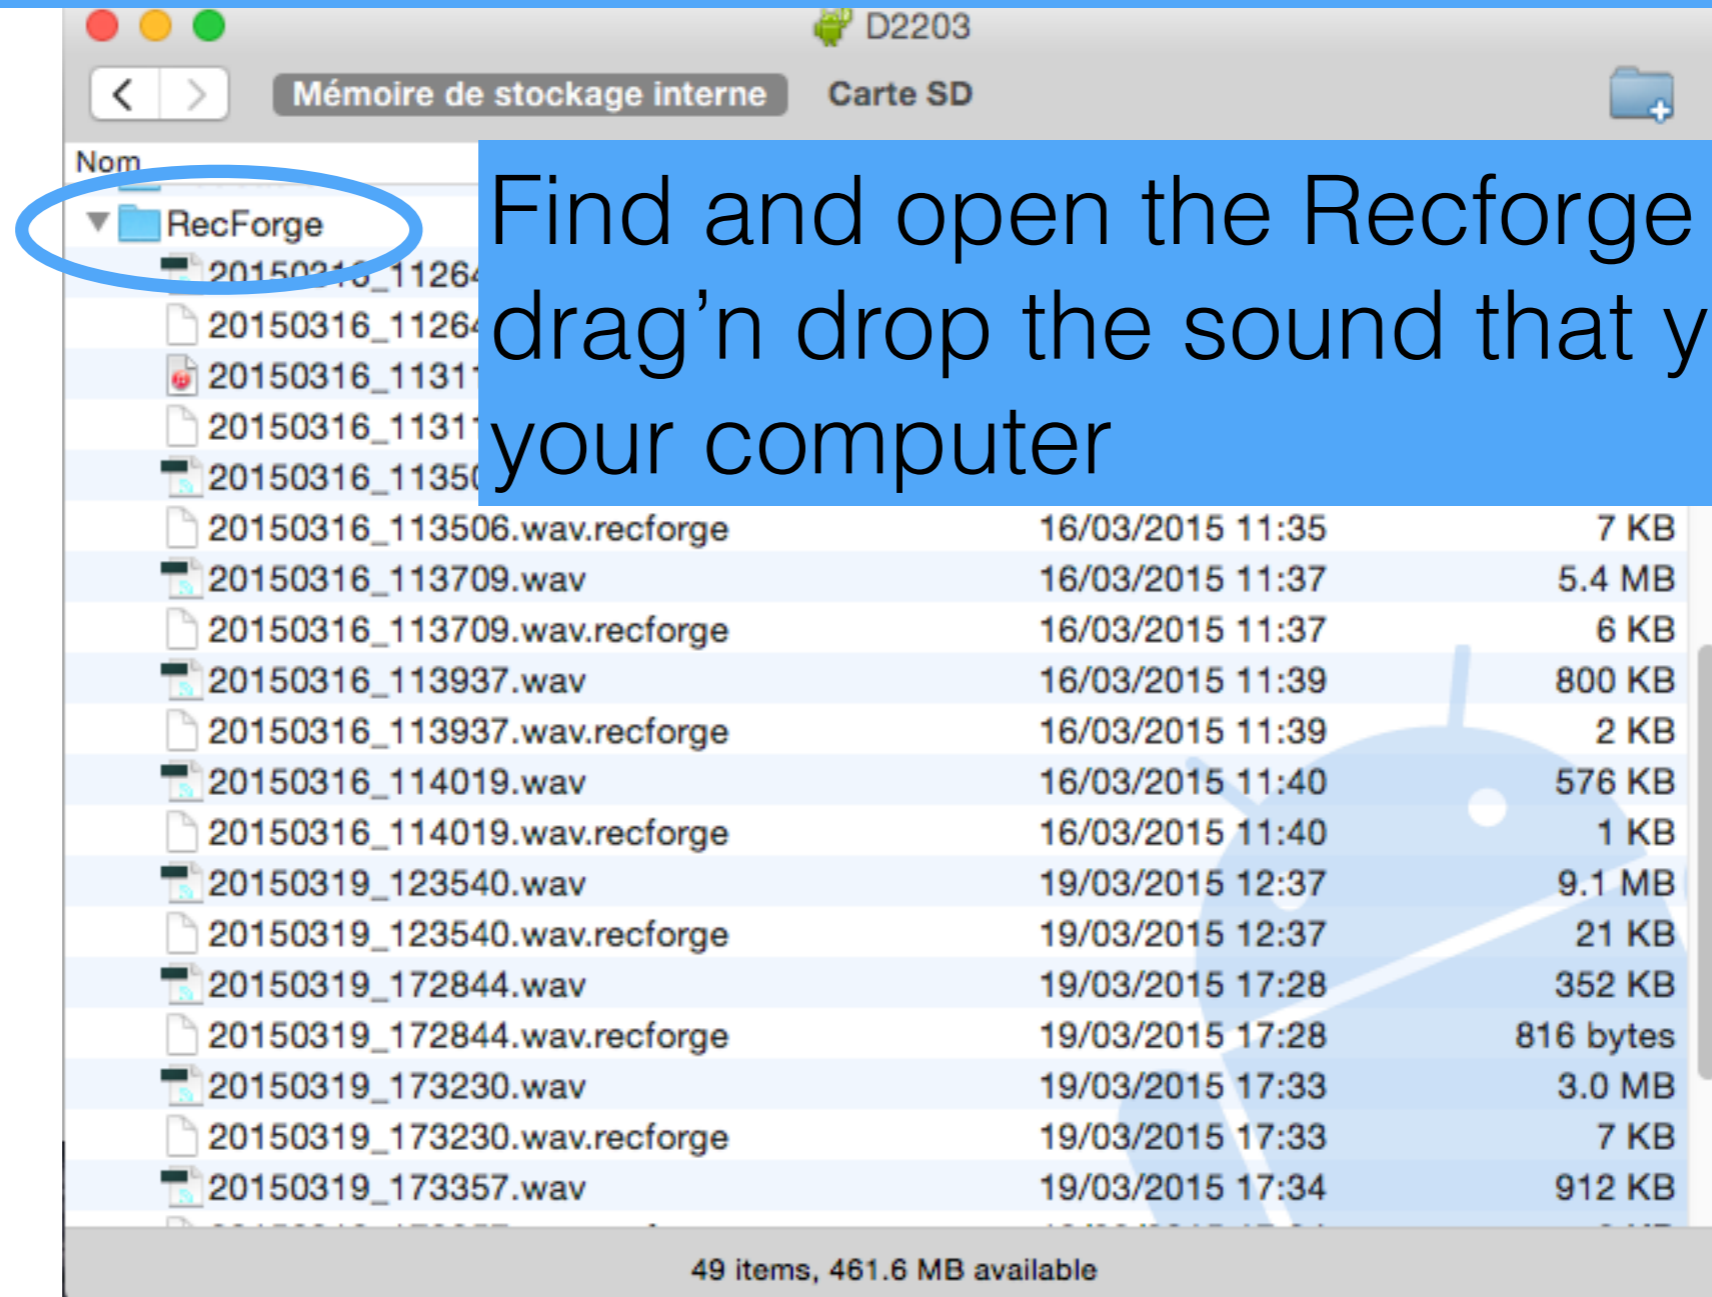 D2203
Mémoire de stockage interne Carte SD
Nom
Find and open the Recforge
drag’n drop the sound that y
your computer
RecForge
20150316_11264
20150316_11264
20150316_1131
20150316_1131
20150316_1135
20150316_113506.wav.recforge 16/03/2015 11:35 7 KB
20150316_113709.wav 16/03/2015 11:37 5.4 MB
20150316_113709.wav.recforge 16/03/2015 11:37 6 KB
20150316_113937.wav 16/03/2015 11:39 800 KB
20150316_113937.wav.recforge 16/03/2015 11:39 2 KB
20150316_114019.wav 16/03/2015 11:40 576 KB
20150316_114019.wav.recforge 16/03/2015 11:40 1 KB
20150319_123540.wav 19/03/2015 12:37 9.1 MB
20150319_123540.wav.recforge 19/03/2015 12:37 21 KB
20150319_172844.wav 19/03/2015 17:28 352 KB
20150319_172844.wav.recforge 19/03/2015 17:28 816 bytes
20150319_173230.wav 19/03/2015 17:33 3.0 MB
20150319_173230.wav.recforge 19/03/2015 17:33 7 KB
20150319_173357.wav 19/03/2015 17:34 912 KB
49 items, 461.6 MB available